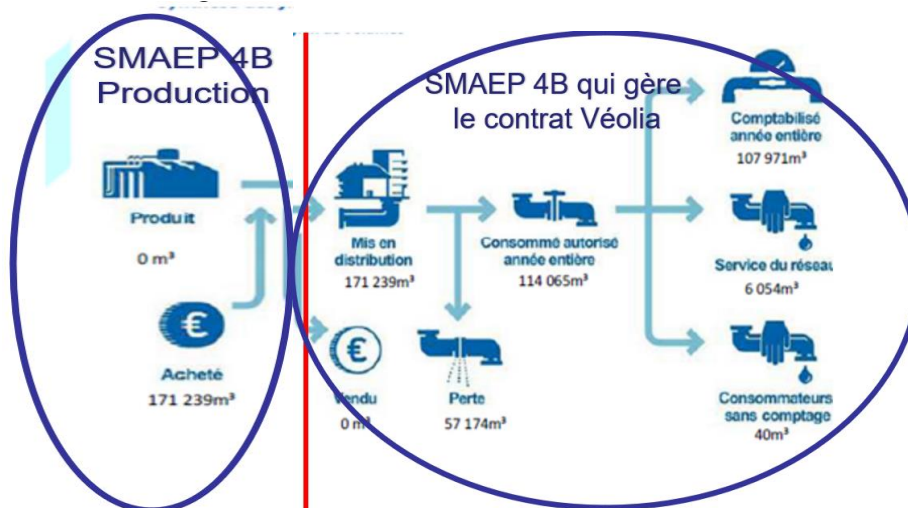 SMAEP 4B
Production
SMAEP 4B qui gère
le contrat Véolia
Produit
0 m³
€
Acheté
171 239m³
Mis en
distribution
171 239m³
€
Vendu
0 m³
Perte
57 174m³
Consommé autorisé
année entière
114 065m³
Comptabilisé
année entière
107 971m³
Service du réseau
6 054m³
Consommateurs
sans comptage
40m³